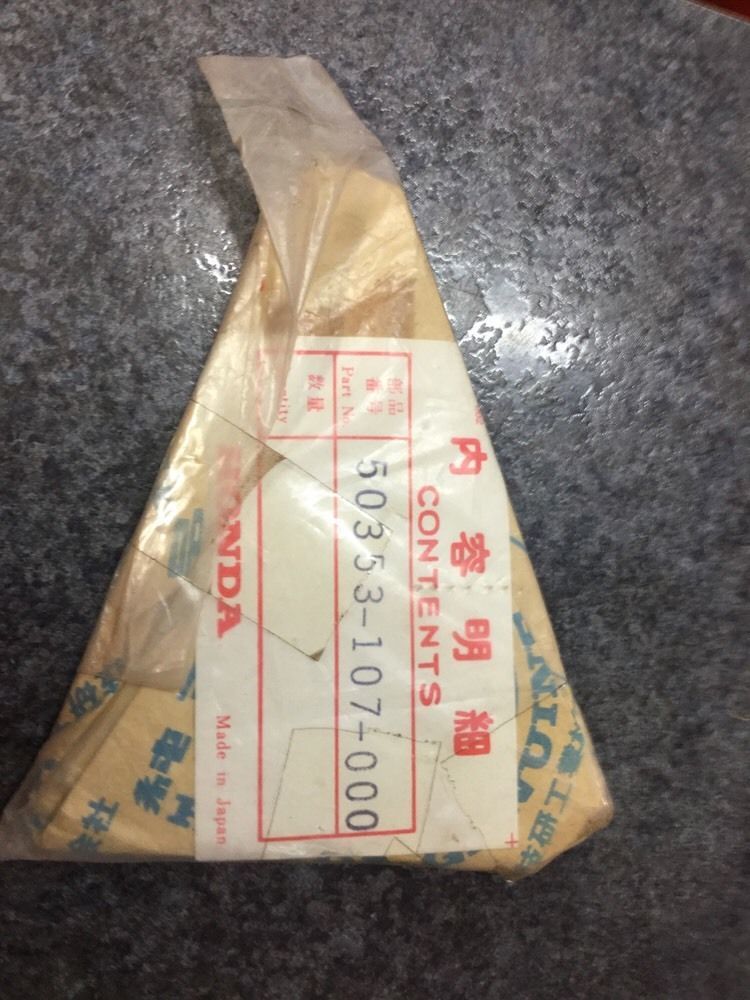 内容明細
CONTENTS
部品番号
Part No.
50353-107-000
数量
HONDA
Made in Japan